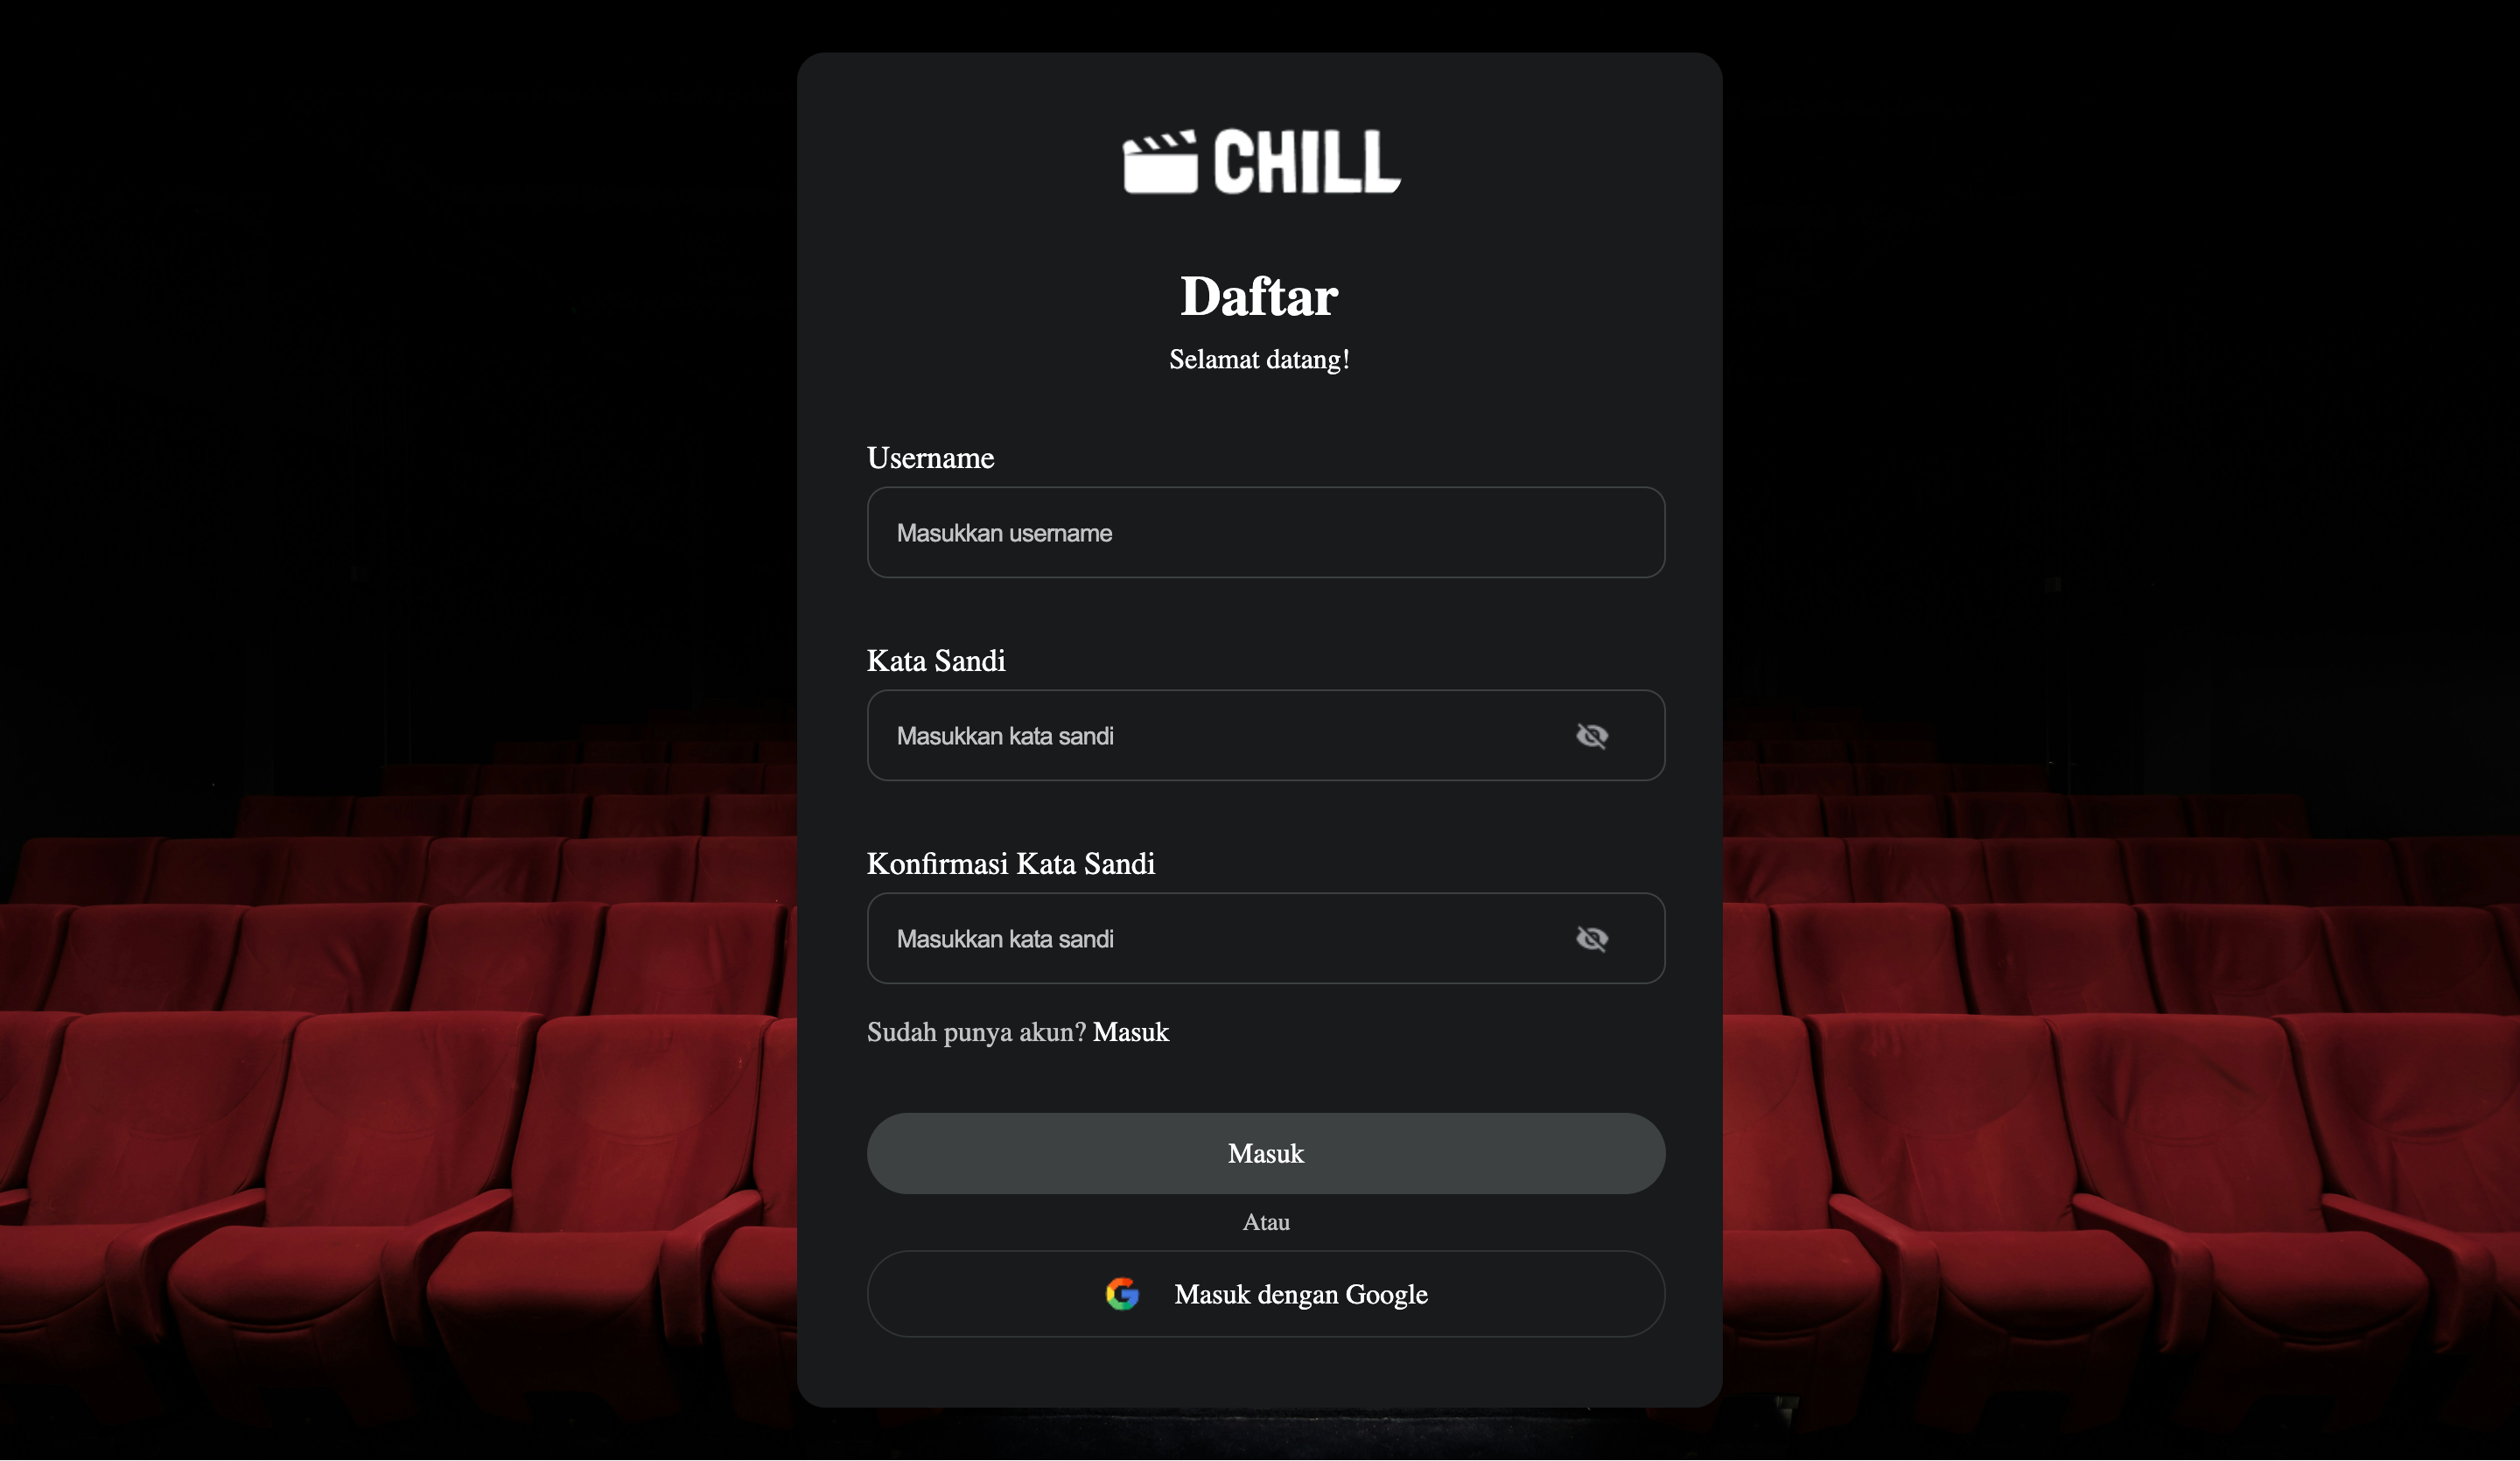 CHILL
Daftar
Selamat datang!
Username
Masukkan username
Kata Sandi
Masukkan kata sandi
Konfirmasi Kata Sandi
Masukkan kata sandi
Sudah punya akun? Masuk
Masuk
Atau
Masuk dengan Google